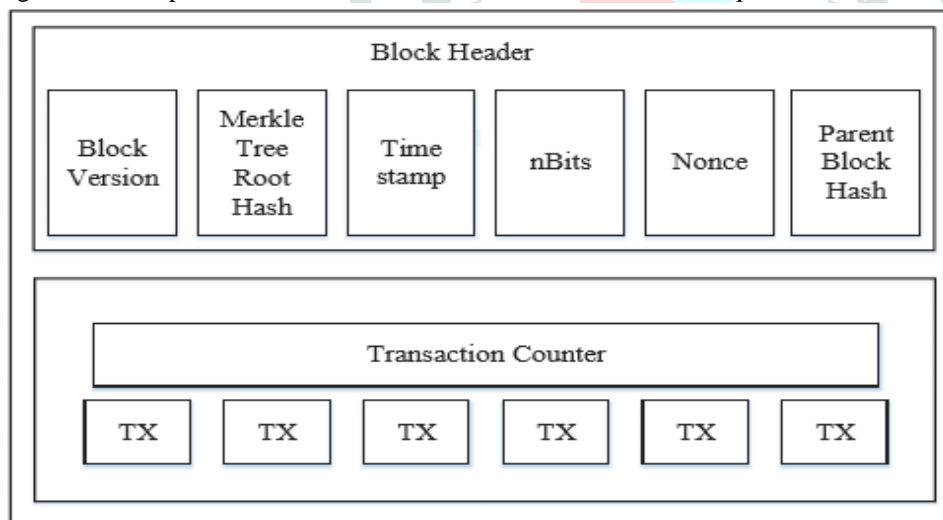 Block Header
Block
Version
Merkle
Tree
Root
Hash
Time
stamp
nBits
Nonce
Parent
Block
Hash
Transaction Counter
TX
TX
TX
TX
TX
TX